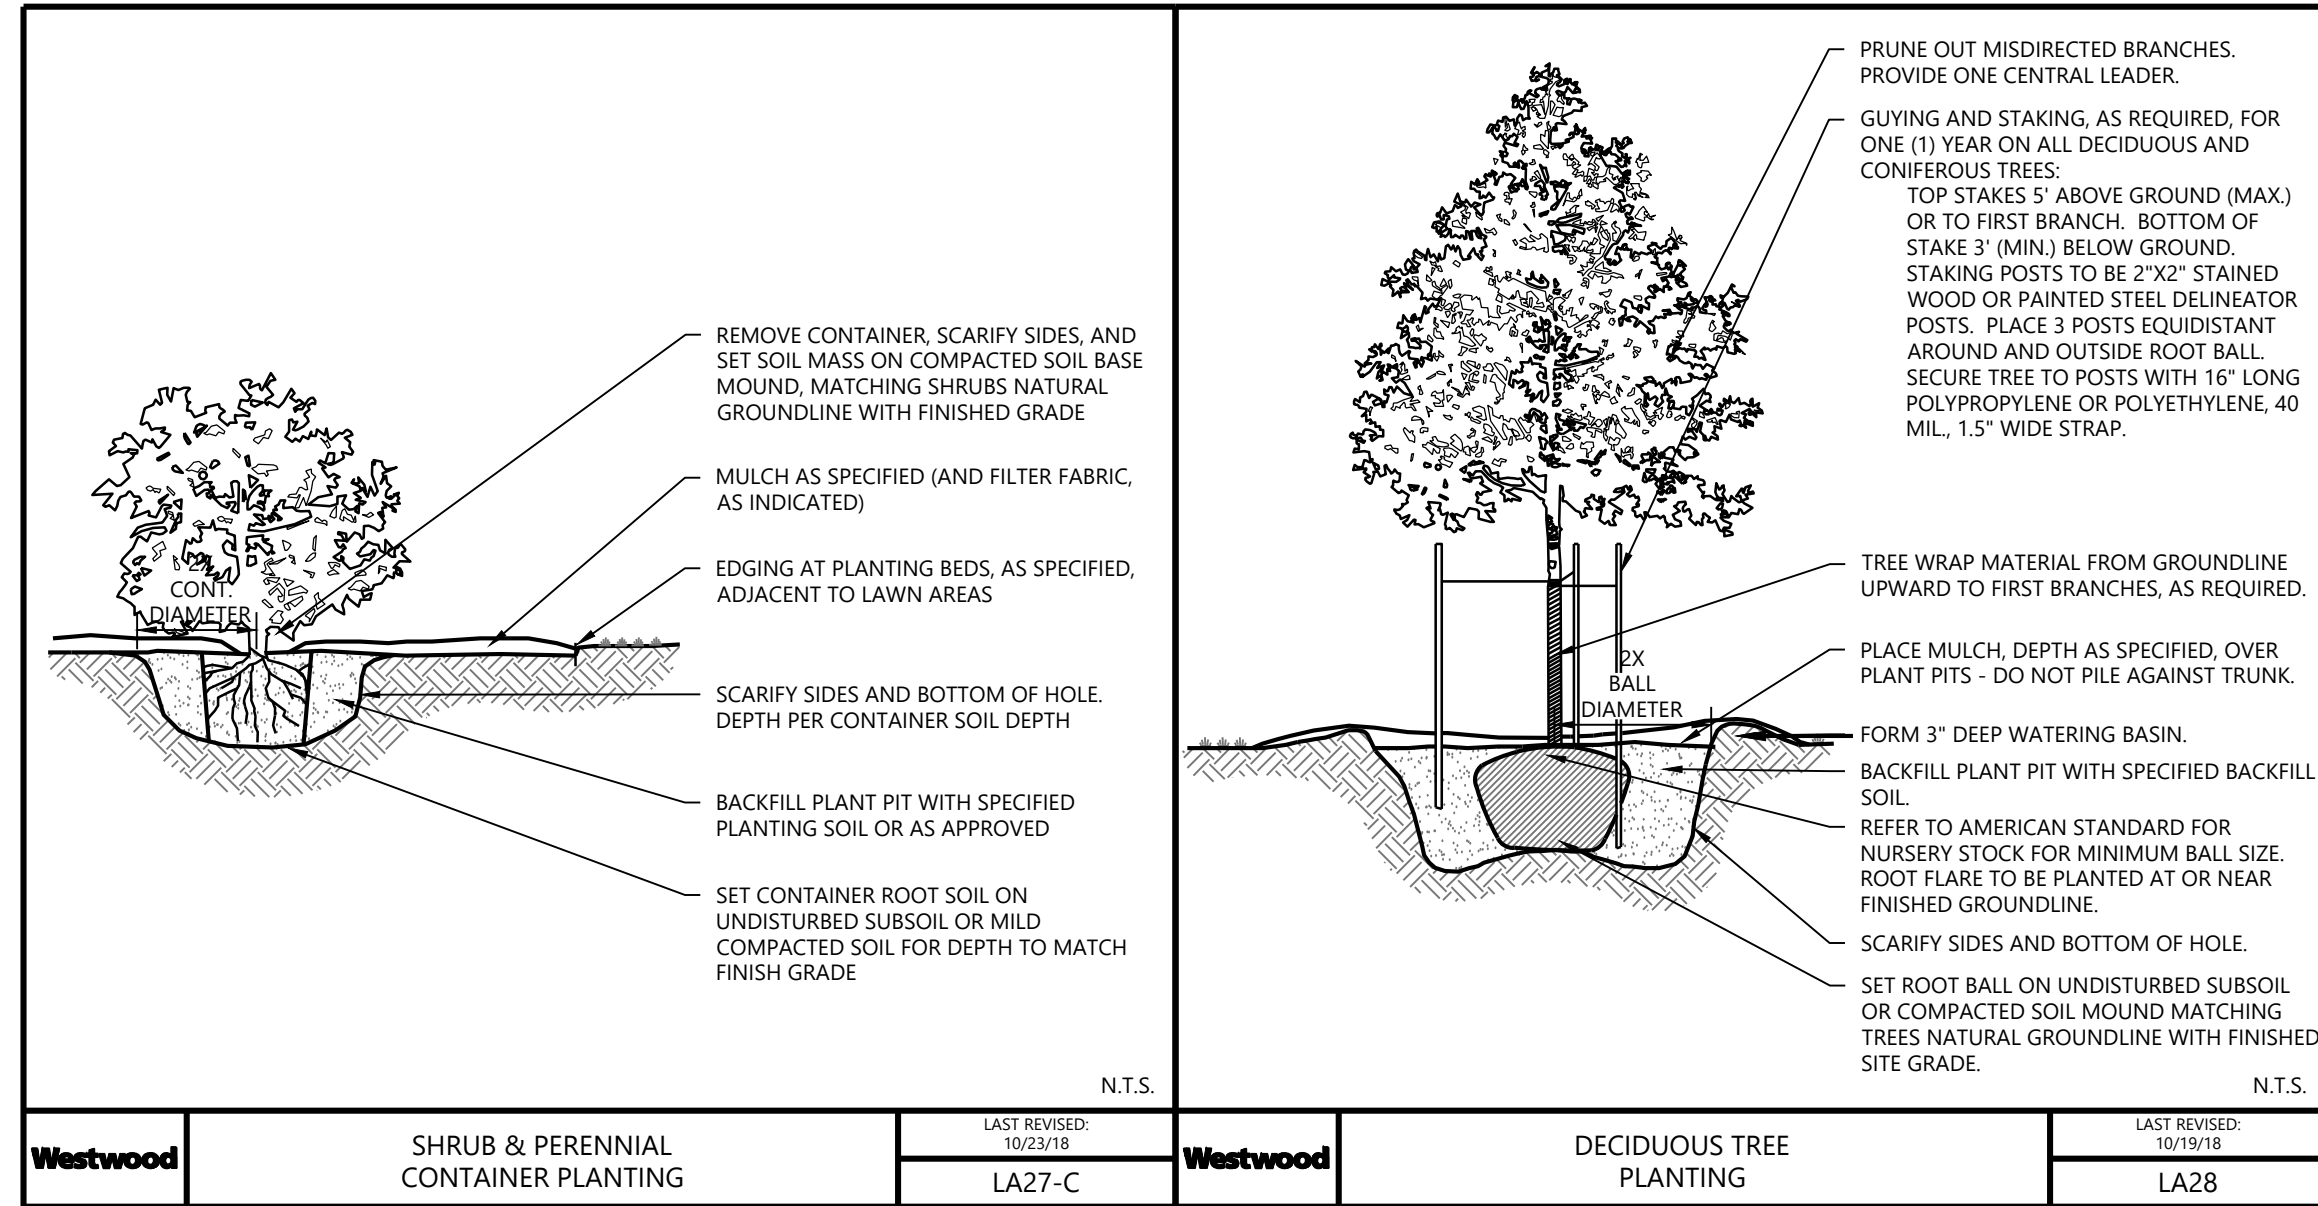 REMOVE CONTAINER, SCARIFY SIDES, AND
SET SOIL MASS ON COMPACTED SOIL BASE
MOUND, MATCHING SHRUBS NATURAL
GROUNDLINE WITH FINISHED GRADE
MULCH AS SPECIFIED (AND FILTER FABRIC,
AS INDICATED)
EDGING AT PLANTING BEDS, AS SPECIFIED,
ADJACENT TO LAWN AREAS
2X
CONT.
DIAMETER
SCARIFY SIDES AND BOTTOM OF HOLE.
DEPTH PER CONTAINER SOIL DEPTH
BACKFILL PLANT PIT WITH SPECIFIED
PLANTING SOIL OR AS APPROVED
SET CONTAINER ROOT SOIL ON
UNDISTURBED SUBSOIL OR MILD
COMPACTED SOIL FOR DEPTH TO MATCH
FINISH GRADE
N.T.S.
Westwood
SHRUB & PERENNIAL
CONTAINER PLANTING
LAST REVISED:
10/23/18
LA27-C
PRUNE OUT MISDIRECTED BRANCHES.
PROVIDE ONE CENTRAL LEADER.
GUYING AND STAKING, AS REQUIRED, FOR
ONE (1) YEAR ON ALL DECIDUOUS AND
CONIFEROUS TREES:
TOP STAKES 5' ABOVE GROUND (MAX.)
OR TO FIRST BRANCH. BOTTOM OF
STAKE 3' (MIN.) BELOW GROUND.
STAKING POSTS TO BE 2"X2" STAINED
WOOD OR PAINTED STEEL DELINEATOR
POSTS. PLACE 3 POSTS EQUIDISTANT
AROUND AND OUTSIDE ROOT BALL.
SECURE TREE TO POSTS WITH 16" LONG
POLYPROPYLENE OR POLYETHYLENE, 40
MIL., 1.5" WIDE STRAP.
TREE WRAP MATERIAL FROM GROUNDLINE
UPWARD TO FIRST BRANCHES, AS REQUIRED.
2X
BALL
DIAMETER
PLACE MULCH, DEPTH AS SPECIFIED, OVER
PLANT PITS - DO NOT PILE AGAINST TRUNK.
FORM 3" DEEP WATERING BASIN.
BACKFILL PLANT PIT WITH SPECIFIED BACKFILL
SOIL.
REFER TO AMERICAN STANDARD FOR
NURSERY STOCK FOR MINIMUM BALL SIZE.
ROOT FLARE TO BE PLANTED AT OR NEAR
FINISHED GROUNDLINE.
SCARIFY SIDES AND BOTTOM OF HOLE.
SET ROOT BALL ON UNDISTURBED SUBSOIL
OR COMPACTED SOIL MOUND MATCHING
TREES NATURAL GROUNDLINE WITH FINISHED
SITE GRADE.
N.T.S.
Westwood
DECIDUOUS TREE
PLANTING
LAST REVISED:
10/19/18
LA28